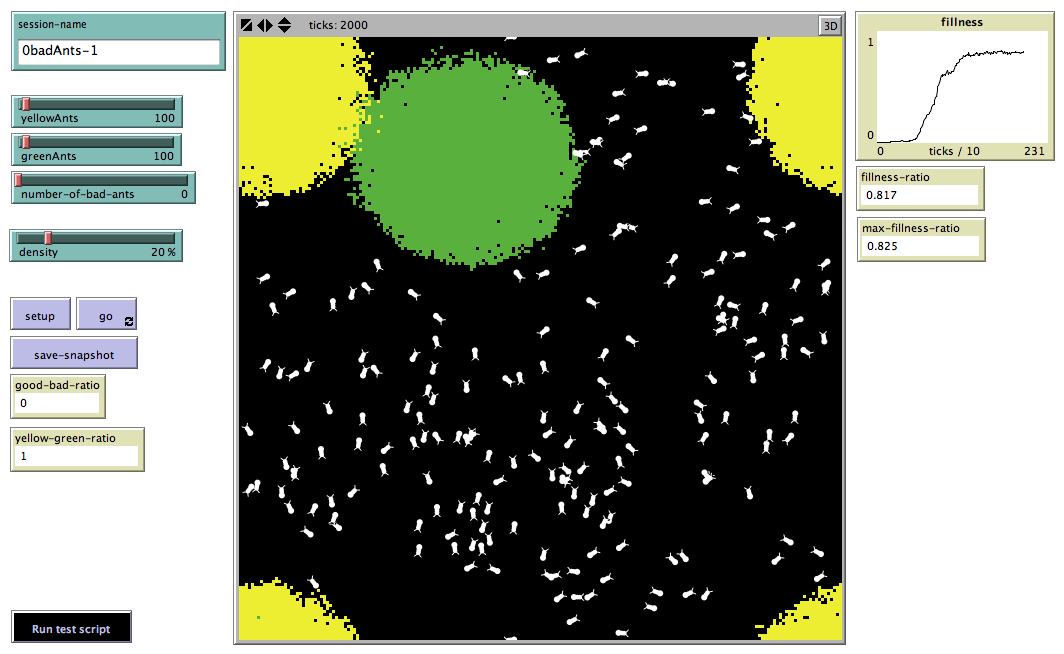 session-name
0badAnts-1
yellowAnts 100
greenAnts 100
number-of-bad-ants 0
density 20 %
setup
go
save-snapshot
good-bad-ratio
0
yellow-green-ratio
1
Run test script
ticks: 2000
3D
fillness
1
0
0 ticks / 10 231
fillness-ratio
0.817
max-fillness-ratio
0.825